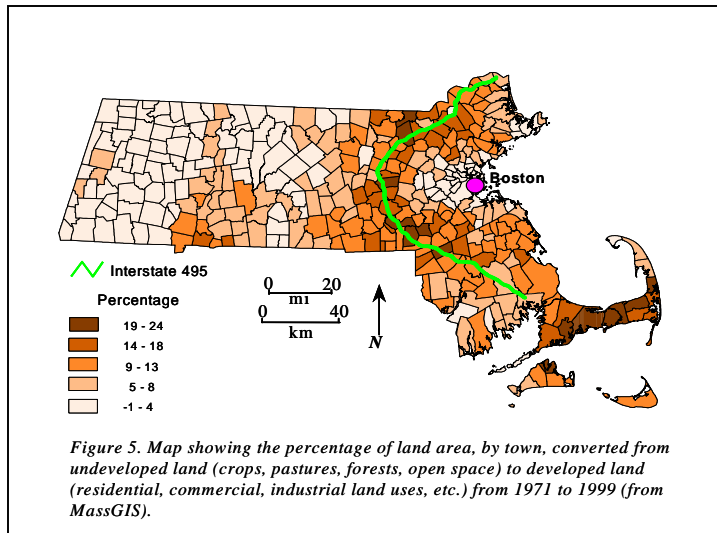 Boston
Interstate 495
0 20
mi
0 40
km
N
Percentage
19 - 24
14 - 18
9 - 13
5 - 8
-1 - 4
Figure 5. Map showing the percentage of land area, by town, converted from
undeveloped land (crops, pastures, forests, open space) to developed land
(residential, commercial, industrial land uses, etc.) from 1971 to 1999 (from
MassGIS).